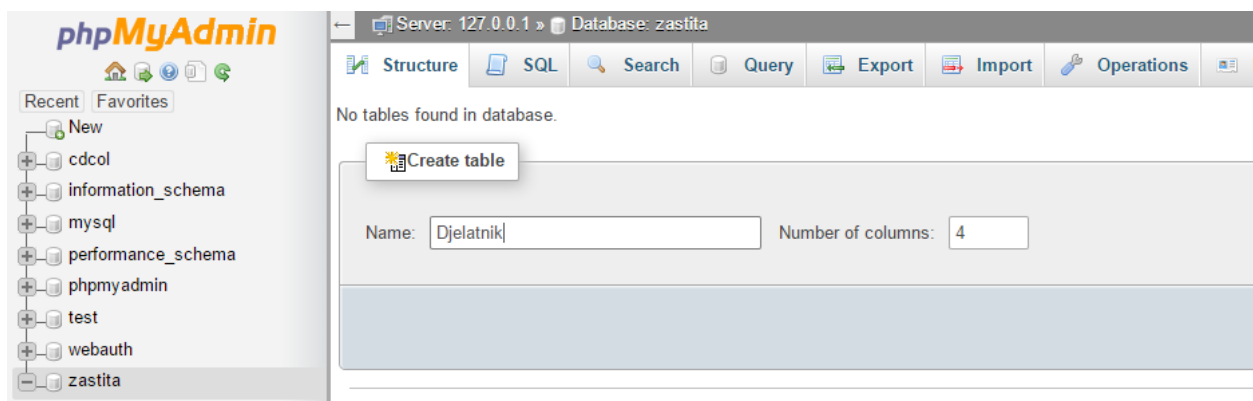 phpMyAdmin
Recent Favorites
New
cdcol
information_schema
mysql
performance_schema
phpmyadmin
test
webauth
zastita
← Server: 127.0.0.1 » Database: zastita
Structure SQL Search Query Export Import Operations
No tables found in database.
Create table
Name: Djelatnik Number of columns: 4